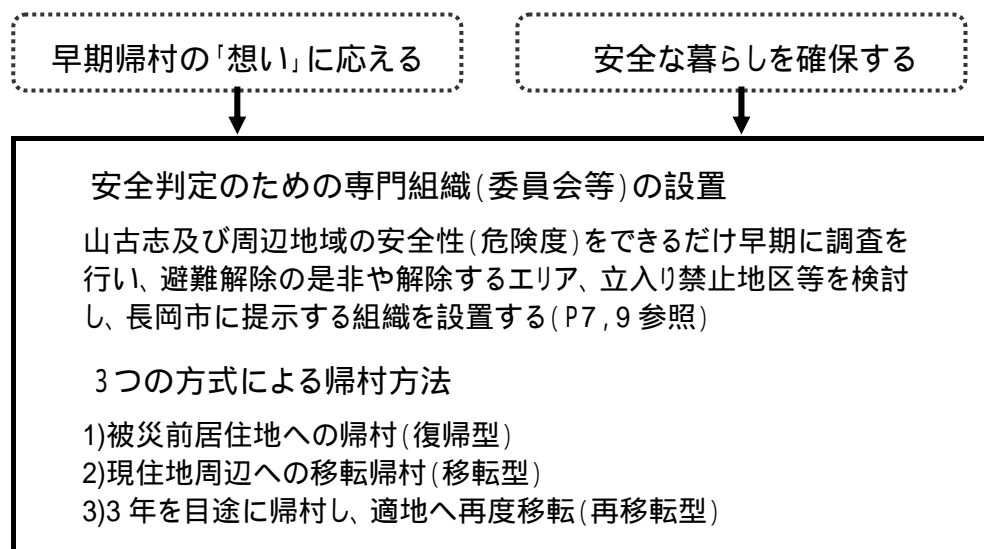 早期帰村の「想い」に応える
安全な暮らしを確保する
安全判定のための専門組織(委員会等)の設置
山古志及び周辺地域の安全性(危険度)をできるだけ早期に調査を
行い、避難解除の是非や解除するエリア、立入り禁止地区等を検討
し、長岡市に提示する組織を設置する(P7,9 参照)
3つの方式による帰村方法
1)被災前居住地への帰村(復帰型)
2)現住地周辺への移転帰村(移転型)
3)3 年を目途に帰村し、適地へ再度移転(再移転型)